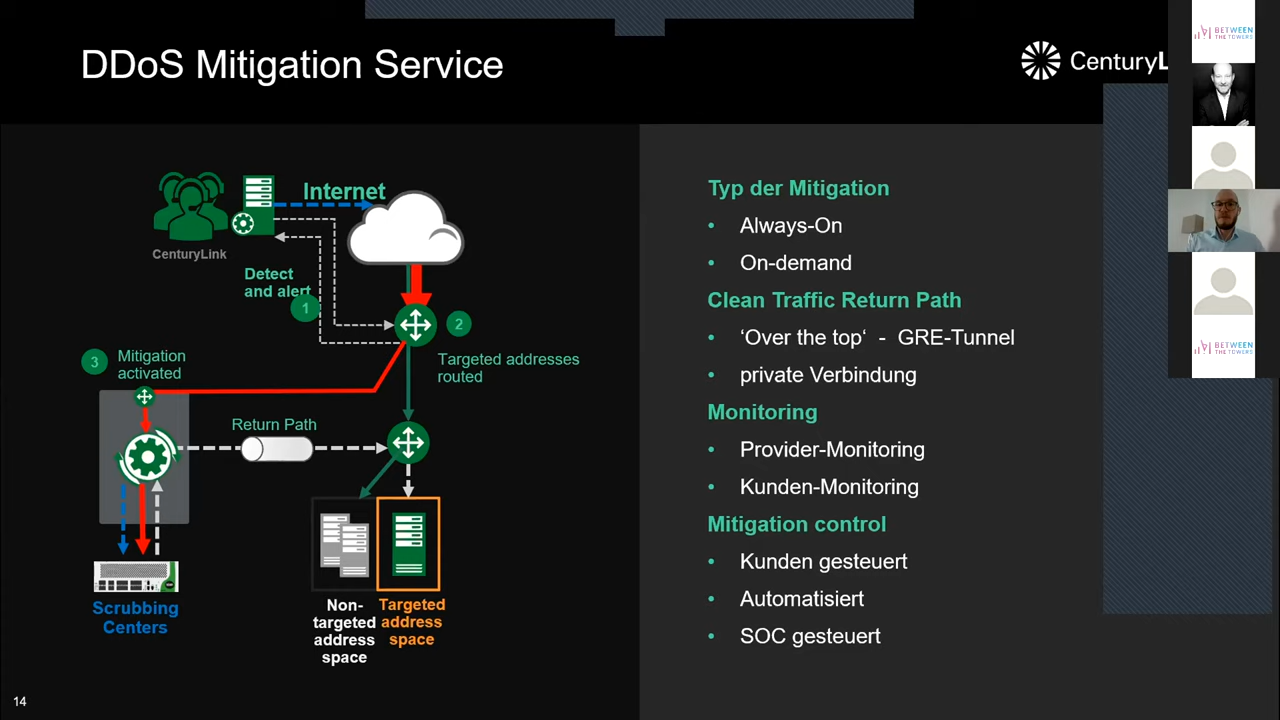 DDoS Mitigation Service
CenturyL
BETWEEN
THE TOWERS
Internet
CenturyLink
Detect
and alert
1
2
Targeted addresses
routed
3
Mitigation
activated
Return Path
Scrubbing
Centers
Non-
targeted
address
space
Targeted
address
space
Typ der Mitigation
• Always-On
• On-demand
Clean Traffic Return Path
• ‘Over the top‘ - GRE-Tunnel
• private Verbindung
Monitoring
• Provider-Monitoring
• Kunden-Monitoring
Mitigation control
• Kunden gesteuert
• Automatisiert
• SOC gesteuert
BETWEEN
THE TOWERS
14